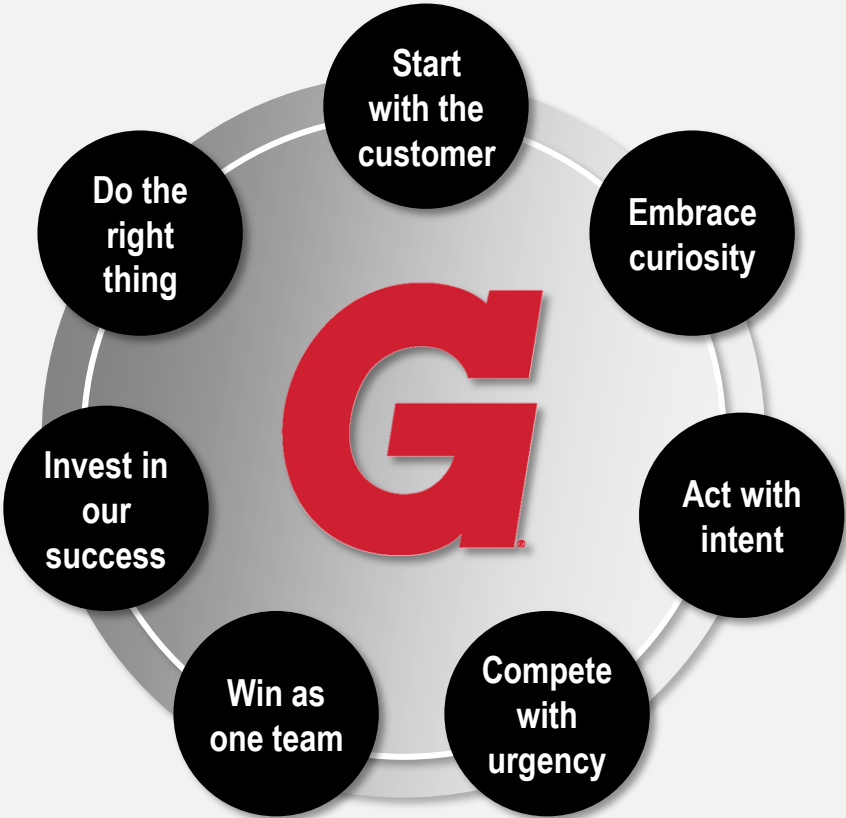 Start
with the
customer
Embrace
curiosity
Act with
intent
Compete
with
urgency
Win as
one team
Invest in
our
success
Do the
right
thing
G
®